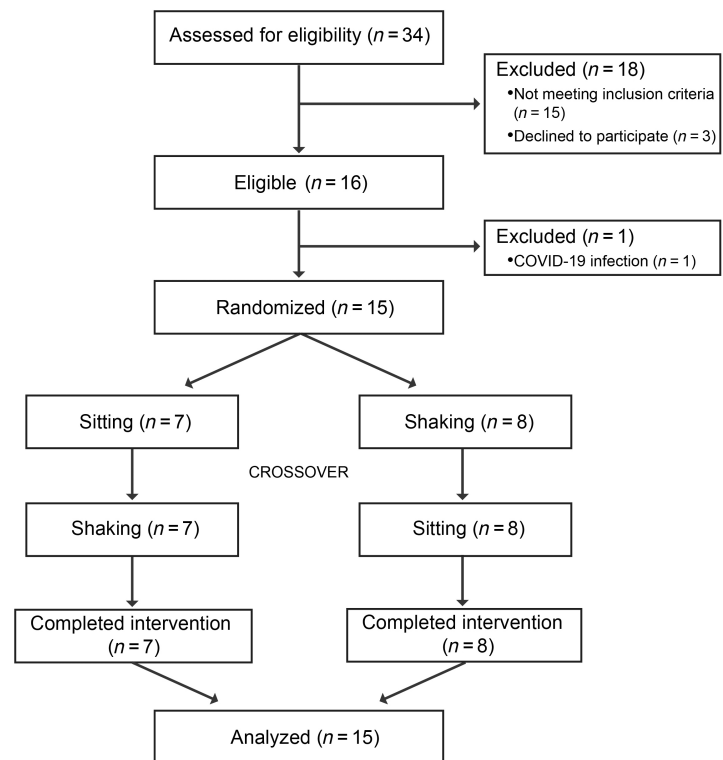 Assessed for eligibility (n = 34)
Excluded (n = 18)
•Not meeting inclusion criteria
(n = 15)
•Declined to participate (n = 3)
Eligible (n = 16)
Excluded (n = 1)
•COVID-19 infection (n = 1)
Randomized (n = 15)
Sitting (n = 7)
Shaking (n = 8)
CROSSOVER
Shaking (n = 7)
Sitting (n = 8)
Completed intervention
(n = 7)
Completed intervention
(n = 8)
Analyzed (n = 15)